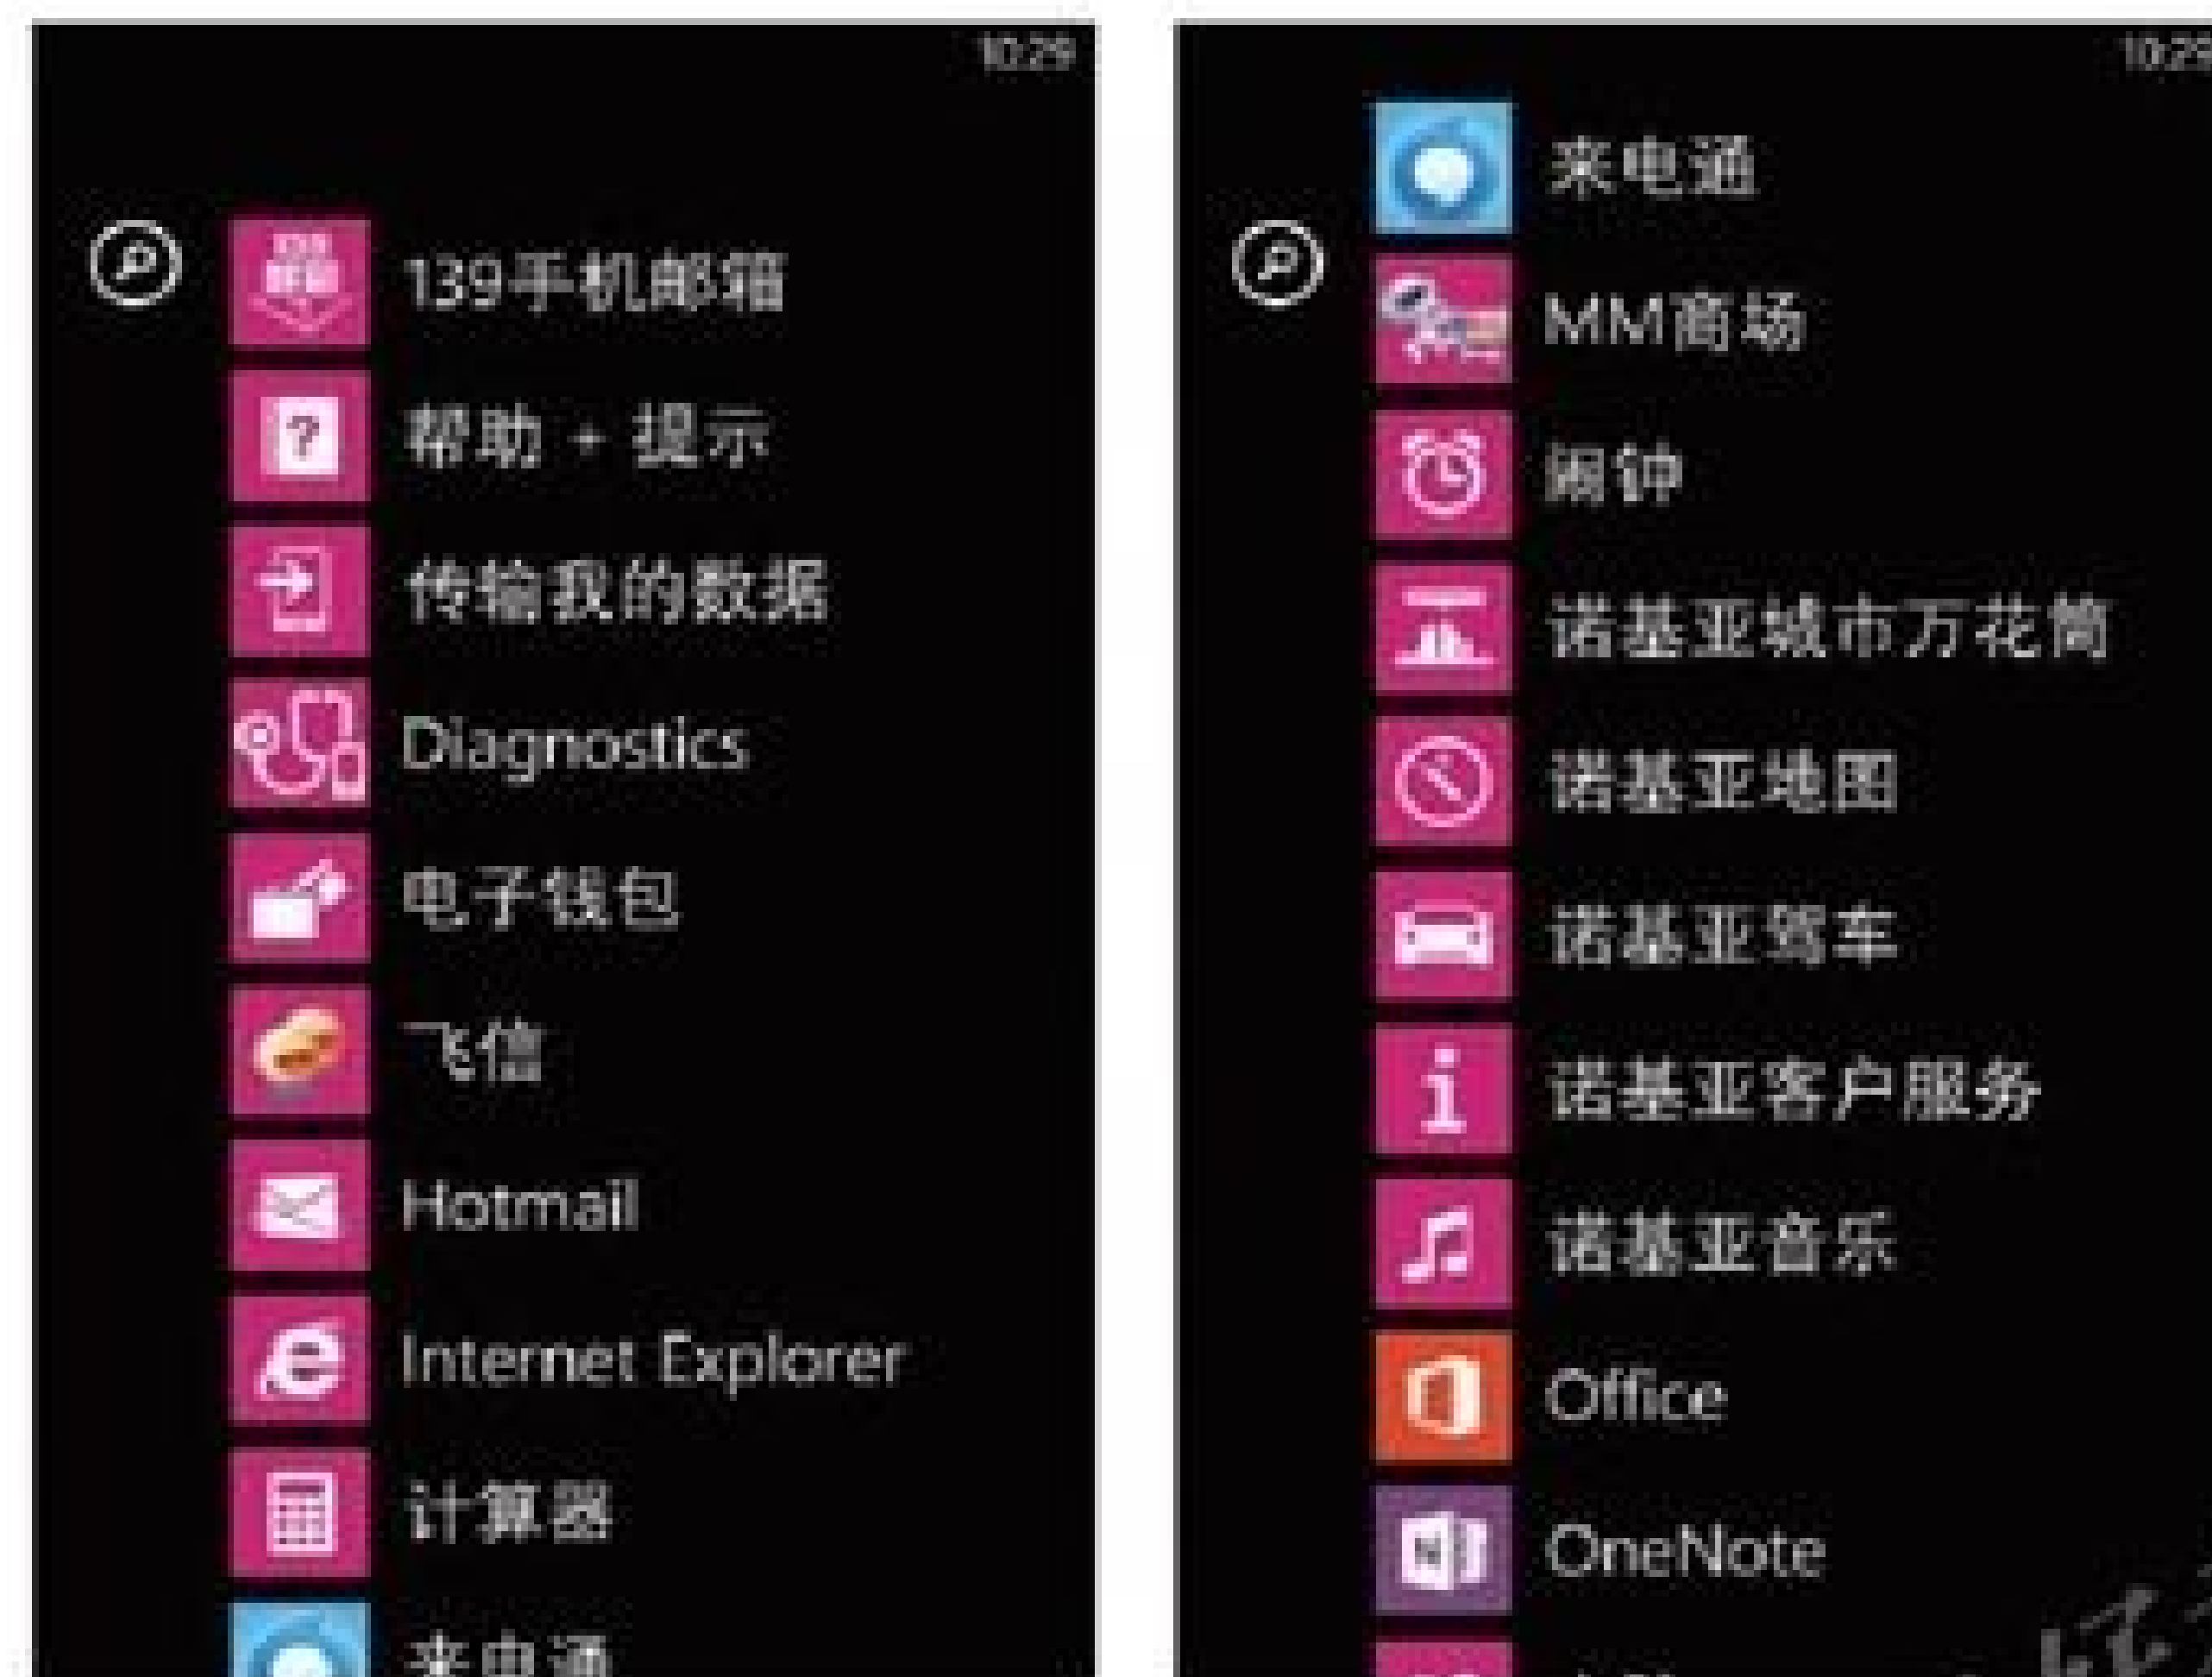 10:29
139手机邮箱
帮助 + 提示
传输我的数据
Diagnostics
电子钱包
飞信
Hotmail
Internet Explorer
计算器
来电通
10:29
来电通
MM商场
闹钟
诺基亚城市万花筒
诺基亚地图
诺基亚驾车
诺基亚客户服务
诺基亚音乐
Office
OneNote